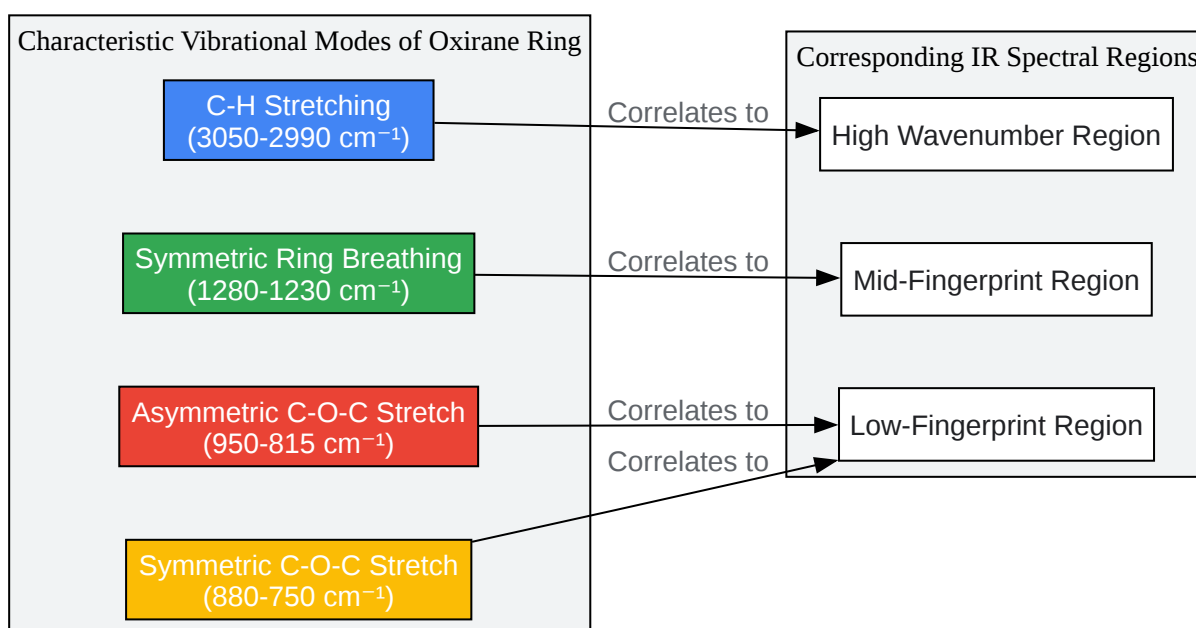 Characteristic Vibrational Modes of Oxirane Ring
Corresponding IR Spectral Regions
C-H Stretching
(3050-2990 cm⁻¹)
Correlates to
High Wavenumber Region
Symmetric Ring Breathing
(1280-1230 cm⁻¹)
Correlates to
Mid-Fingerprint Region
Asymmetric C-O-C Stretch
(950-815 cm⁻¹)
Correlates to
Low-Fingerprint Region
Correlates to
Symmetric C-O-C Stretch
(880-750 cm⁻¹)